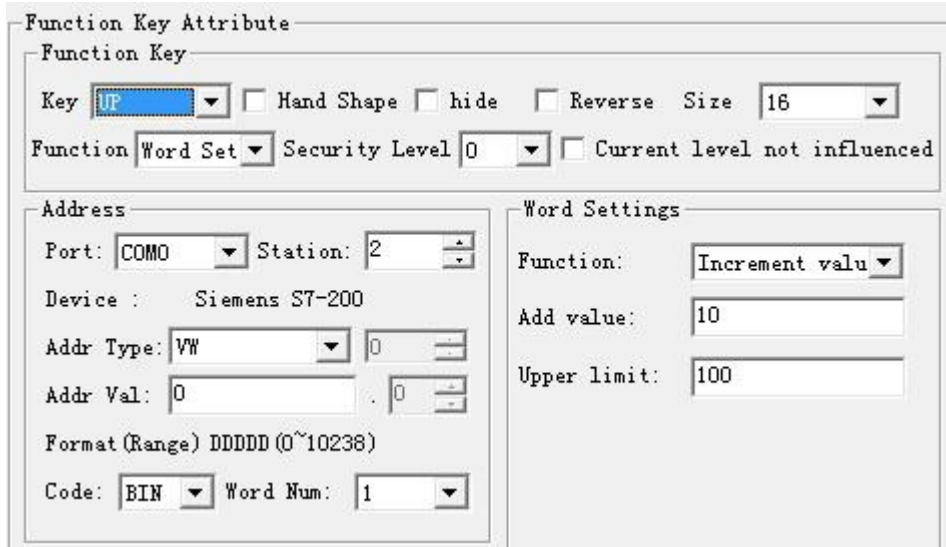 Function Key Attribute
Function Key
Key UP Hand Shape hide Reverse Size 16
Function Word Set Security Level 0 Current level not influenced
Address
Port: COM0 Station: 2
Device : Siemens S7-200
Addr Type: VW 0
Addr Val: 0 . 0
Format(Range) DDDDD(0~10238)
Code: BIN Word Num: 1
Word Settings
Function: Increment valu
Add value: 10
Upper limit: 100